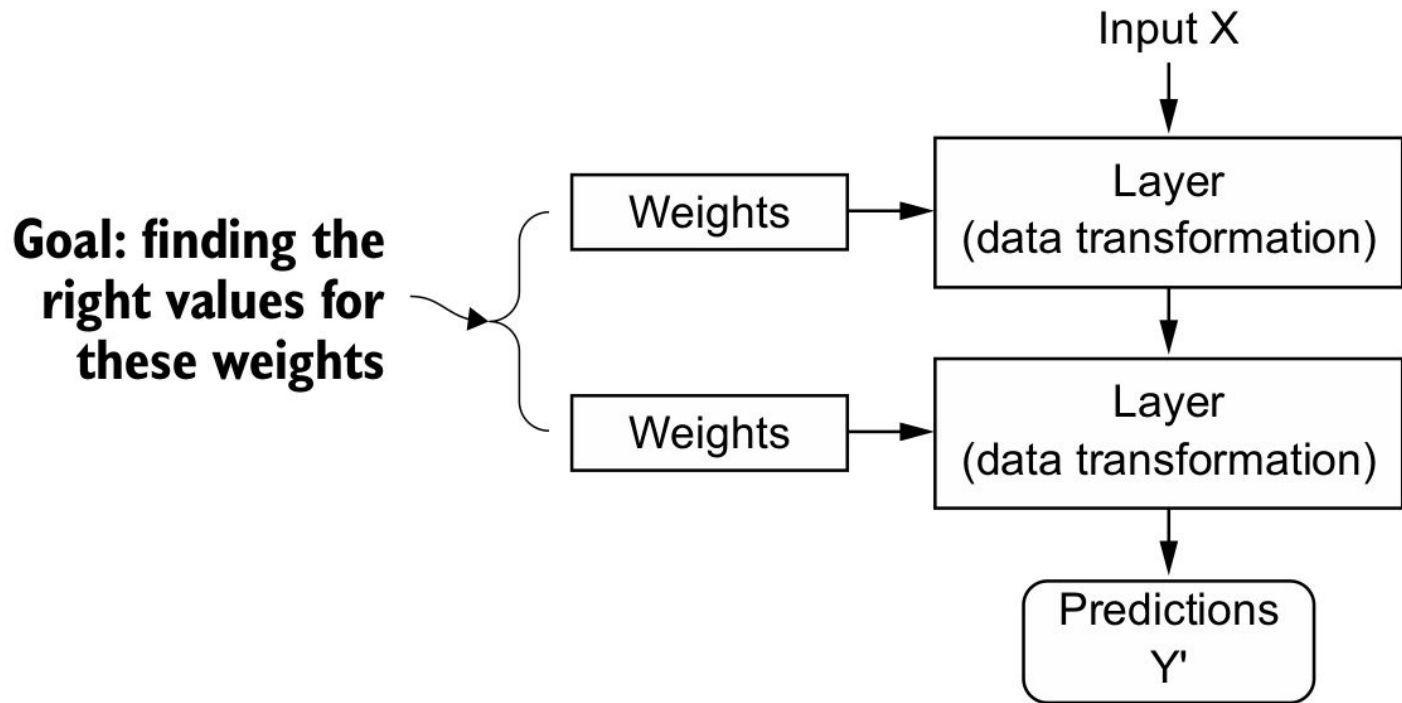 Input X
Layer
(data transformation)
Weights
Goal: finding the
right values for
these weights
Layer
(data transformation)
Weights
Predictions
Y'